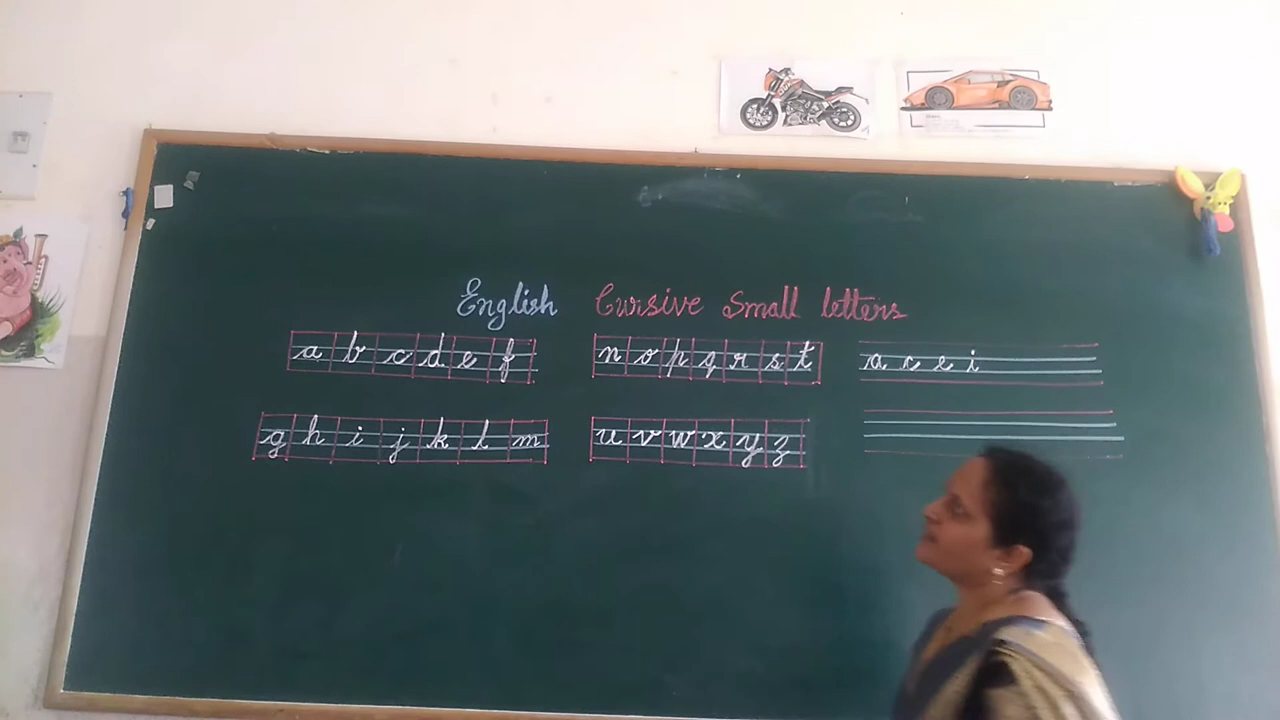 English Cursive Small letters
a b c d e f
n o p q r s t
a c e i
g h i j k l m
u v w x y z